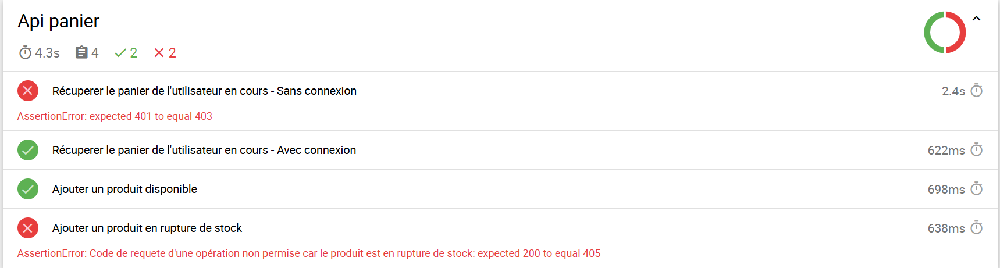 Api panier
4.3s 4 2 2
Récuperer le panier de l'utilisateur en cours - Sans connexion 2.4s
AssertionError: expected 401 to equal 403
Récuperer le panier de l'utilisateur en cours - Avec connexion 622ms
Ajouter un produit disponible 698ms
Ajouter un produit en rupture de stock 638ms
AssertionError: Code de requete d'une opération non permise car le produit est en rupture de stock: expected 200 to equal 405